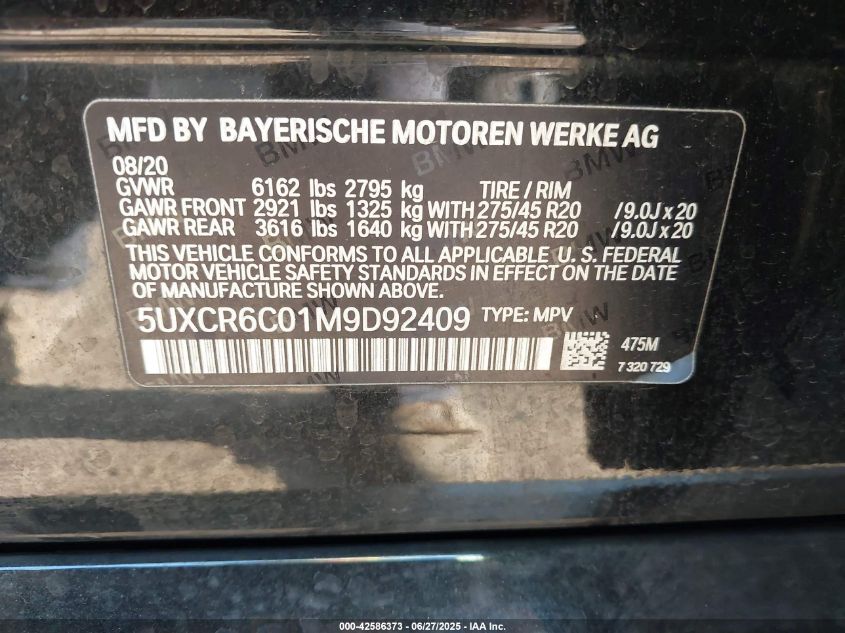 MFD BY BAYERISCHE MOTOREN WERKE AG
08/20
GVWR 6162 lbs 2795 kg TIRE / RIM
GAWR FRONT 2921 lbs 1325 kg WITH 275/45 R20 /9.0J x 20
GAWR REAR 3616 lbs 1640 kg WITH 275/45 R20 /9.0J x 20
THIS VEHICLE CONFORMS TO ALL APPLICABLE U. S. FEDERAL
MOTOR VEHICLE SAFETY STANDARDS IN EFFECT ON THE DATE
OF MANUFACTURE SHOWN ABOVE.
5UXCR6C01M9D92409 TYPE: MPV
475M
7 320 729
000-42586373 | 06/27/2025 - IAA Inc.